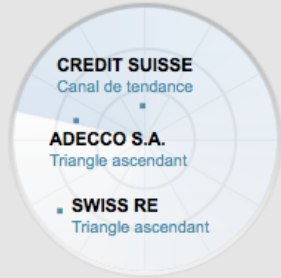 CREDIT SUISSE
Canal de tendance
ADECCO S.A.
Triangle ascendant
SWISS RE
Triangle ascendant